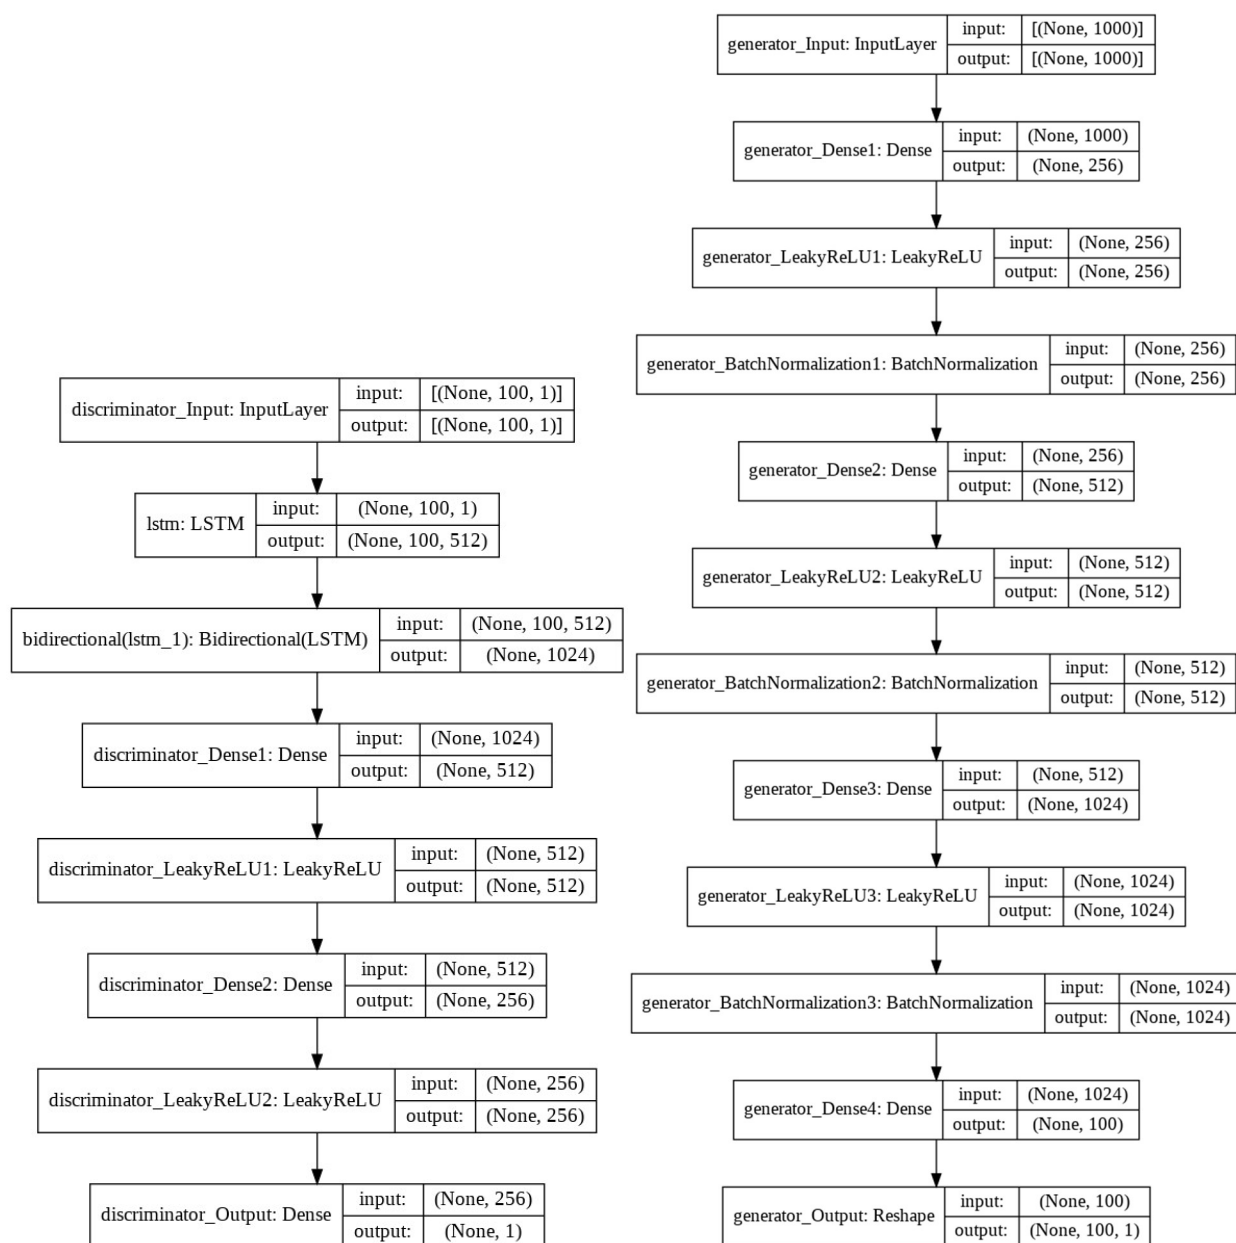 discriminator_Input: InputLayer
input: [(None, 100, 1)]
output: [(None, 100, 1)]
lstm: LSTM
input: (None, 100, 1)
output: (None, 100, 512)
bidirectional(lstm_1): Bidirectional(LSTM)
input: (None, 100, 512)
output: (None, 1024)
discriminator_Dense1: Dense
input: (None, 1024)
output: (None, 512)
discriminator_LeakyReLU1: LeakyReLU
input: (None, 512)
output: (None, 512)
discriminator_Dense2: Dense
input: (None, 512)
output: (None, 256)
discriminator_LeakyReLU2: LeakyReLU
input: (None, 256)
output: (None, 256)
discriminator_Output: Dense
input: (None, 256)
output: (None, 1)
generator_Input: InputLayer
input: [(None, 1000)]
output: [(None, 1000)]
generator_Dense1: Dense
input: (None, 1000)
output: (None, 256)
generator_LeakyReLU1: LeakyReLU
input: (None, 256)
output: (None, 256)
generator_BatchNormalization1: BatchNormalization
input: (None, 256)
output: (None, 256)
generator_Dense2: Dense
input: (None, 256)
output: (None, 512)
generator_LeakyReLU2: LeakyReLU
input: (None, 512)
output: (None, 512)
generator_BatchNormalization2: BatchNormalization
input: (None, 512)
output: (None, 512)
generator_Dense3: Dense
input: (None, 512)
output: (None, 1024)
generator_LeakyReLU3: LeakyReLU
input: (None, 1024)
output: (None, 1024)
generator_BatchNormalization3: BatchNormalization
input: (None, 1024)
output: (None, 1024)
generator_Dense4: Dense
input: (None, 1024)
output: (None, 100)
generator_Output: Reshape
input: (None, 100)
output: (None, 100, 1)